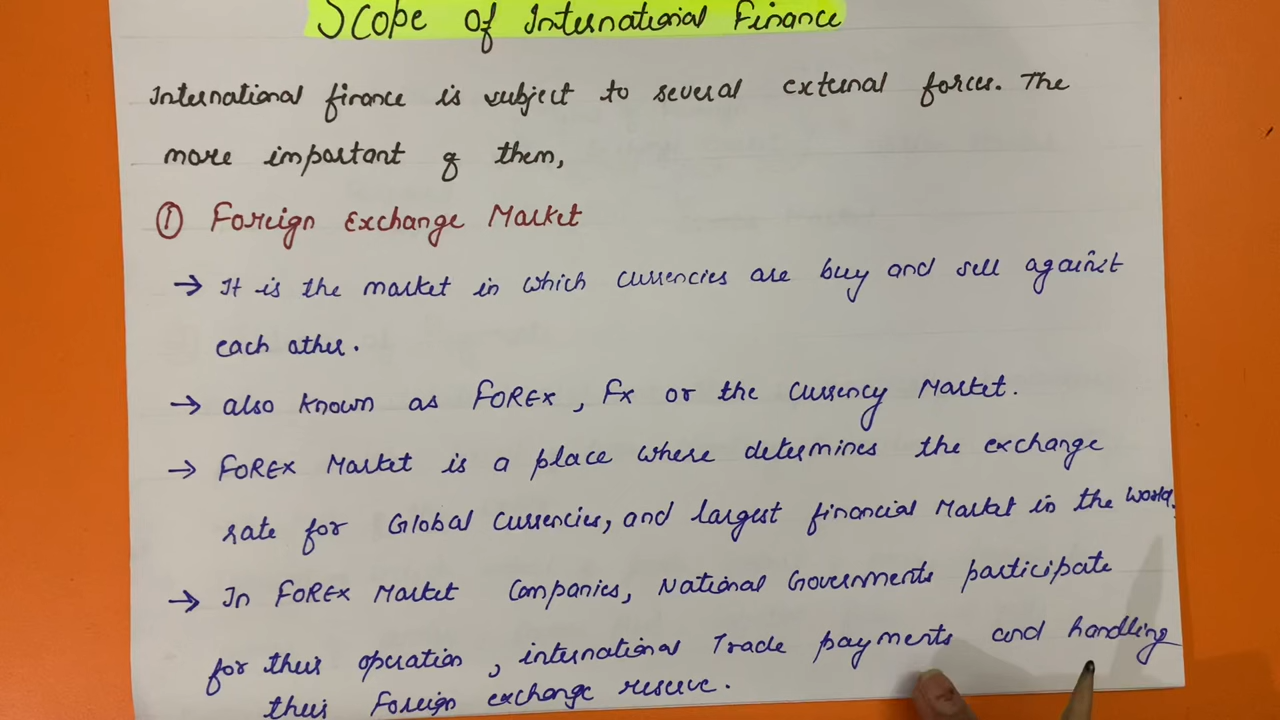 Scope of International Finance
International finance is subject to several external forces. The
more important of them,
① Foreign Exchange Market
→ It is the market in which currencies are buy and sell against
each other.
→ also known as FOREX, FX or the Currency Market.
→ FOREX Market is a place where determines the exchange
rate for Global Currencies, and largest financial Market in the world.
→ In FOREX Market Companies, National Governments participate
for their operation, international Trade payments and handling
their Foreign exchange reserve.